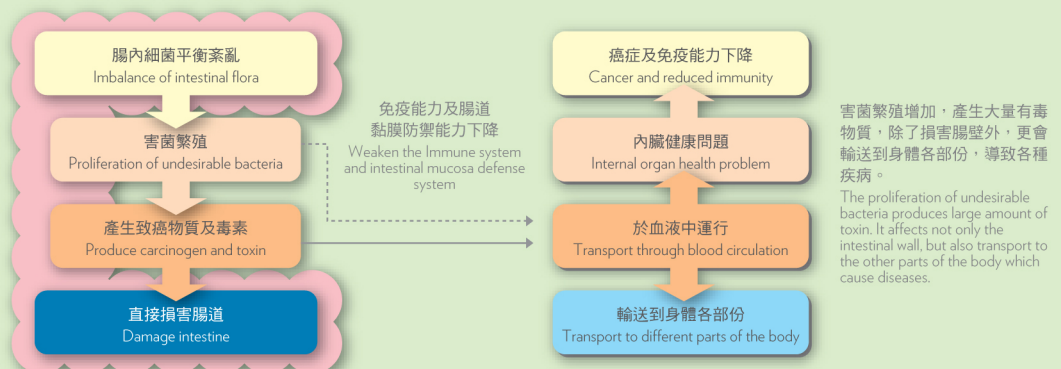 腸內細菌平衡紊亂
Imbalance of intestinal flora
害菌繁殖
Proliferation of undesirable bacteria
產生致癌物質及毒素
Produce carcinogen and toxin
直接損害腸道
Damage intestine
免疫能力及腸道
黏膜防禦能力下降
Weaken the Immune system
and intestinal mucosa defense
system
癌症及免疫能力下降
Cancer and reduced immunity
內臟健康問題
Internal organ health problem
於血液中運行
Transport through blood circulation
輸送到身體各部份
Transport to different parts of the body
害菌繁殖增加，產生大量有毒
物質，除了損害腸壁外，更會
輸送到身體各部份，導致各種
疾病。
The proliferation of undesirable
bacteria produces large amount of
toxin. It affects not only the
intestinal wall, but also transport to
the other parts of the body which
cause diseases.